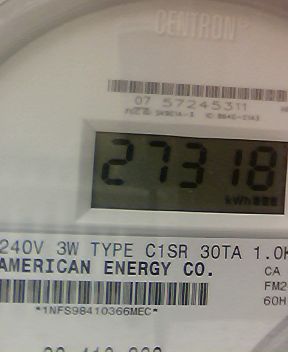 CENTRON
07 57245311
27318
kWh
240V 3W TYPE C1SR 30TA 1.0K
AMERICAN ENERGY CO.
CA
FM2
60H
*1NFS98410366MEC*